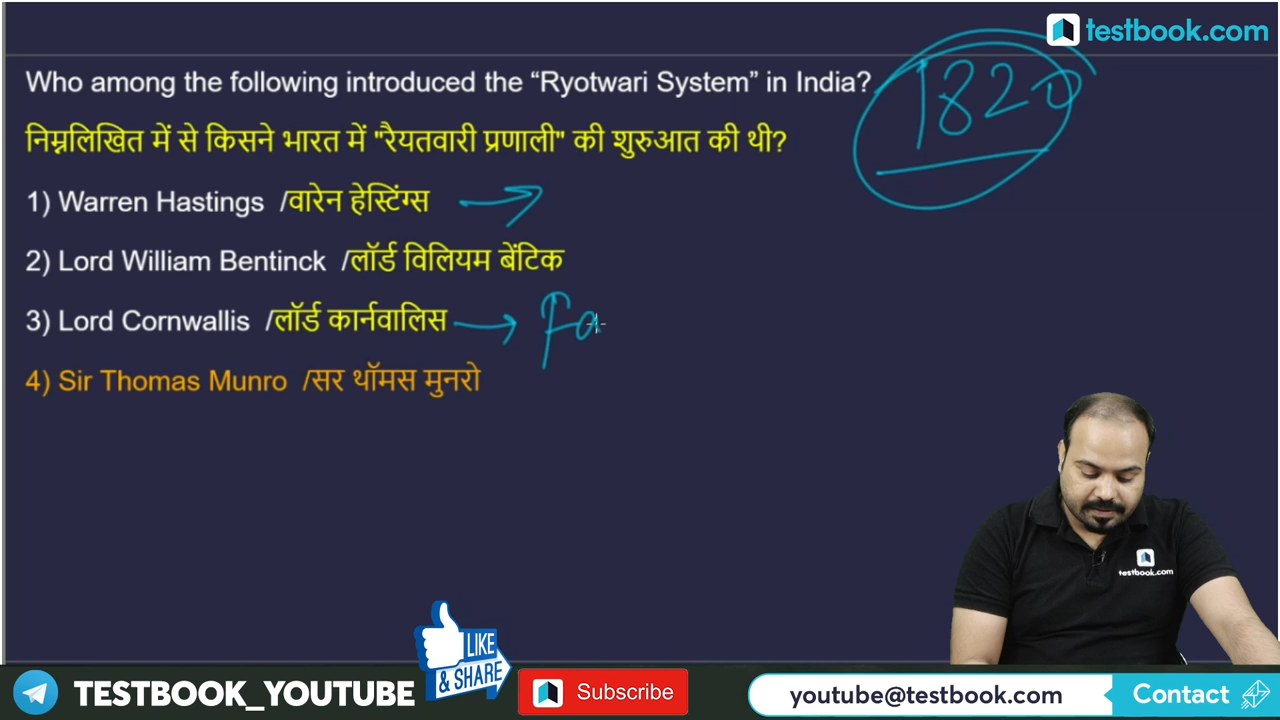 testbook.com
Who among the following introduced the “Ryotwari System” in India?
1820
निम्नलिखित में से किसने भारत में "रैयतवारी प्रणाली" की शुरुआत की थी?
1) Warren Hastings /वारेन हेस्टिंग्स
2) Lord William Bentinck /लॉर्ड विलियम बेंटिक
3) Lord Cornwallis /लॉर्ड कार्नवालिस → Fa
4) Sir Thomas Munro /सर थॉमस मुनरो
testbook.com
LIKE
& SHARE
TESTBOOK_YOUTUBE
Subscribe
youtube@testbook.com
Contact